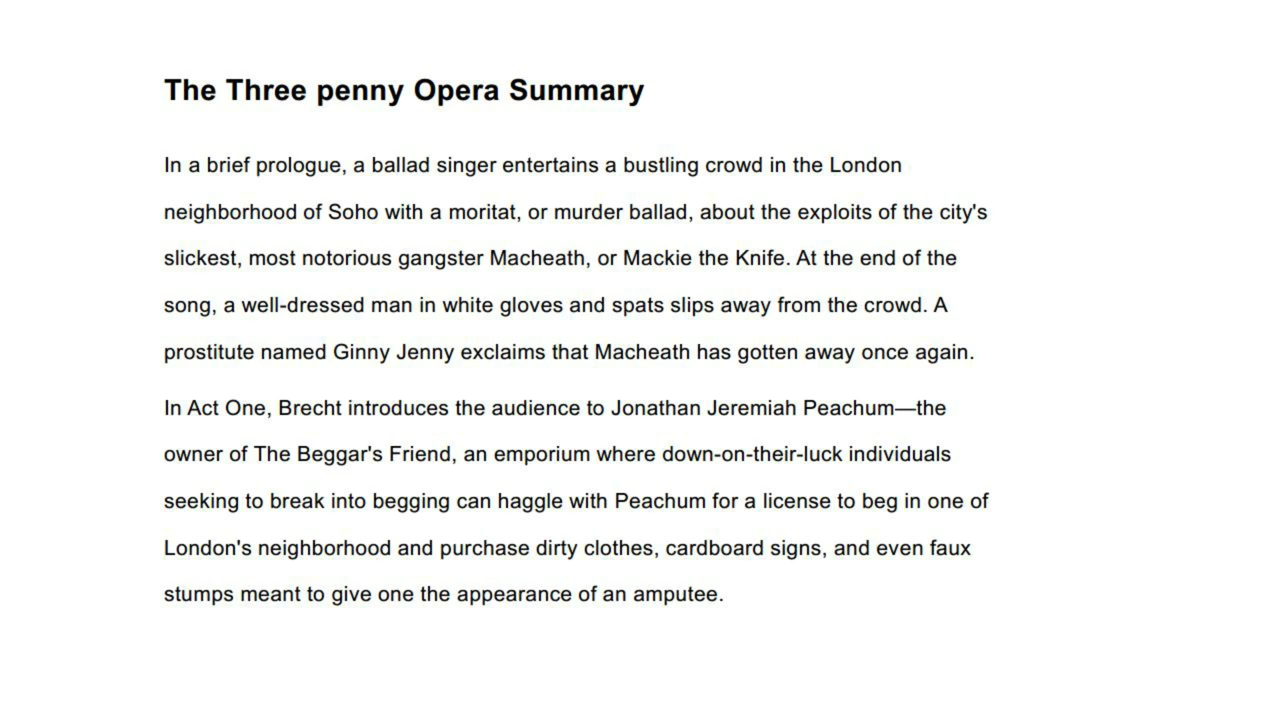 The Three penny Opera Summary
In a brief prologue, a ballad singer entertains a bustling crowd in the London
neighborhood of Soho with a moritat, or murder ballad, about the exploits of the city's
slickest, most notorious gangster Macheath, or Mackie the Knife. At the end of the
song, a well-dressed man in white gloves and spats slips away from the crowd. A
prostitute named Ginny Jenny exclaims that Macheath has gotten away once again.
In Act One, Brecht introduces the audience to Jonathan Jeremiah Peachum—the
owner of The Beggar's Friend, an emporium where down-on-their-luck individuals
seeking to break into begging can haggle with Peachum for a license to beg in one of
London's neighborhood and purchase dirty clothes, cardboard signs, and even faux
stumps meant to give one the appearance of an amputee.